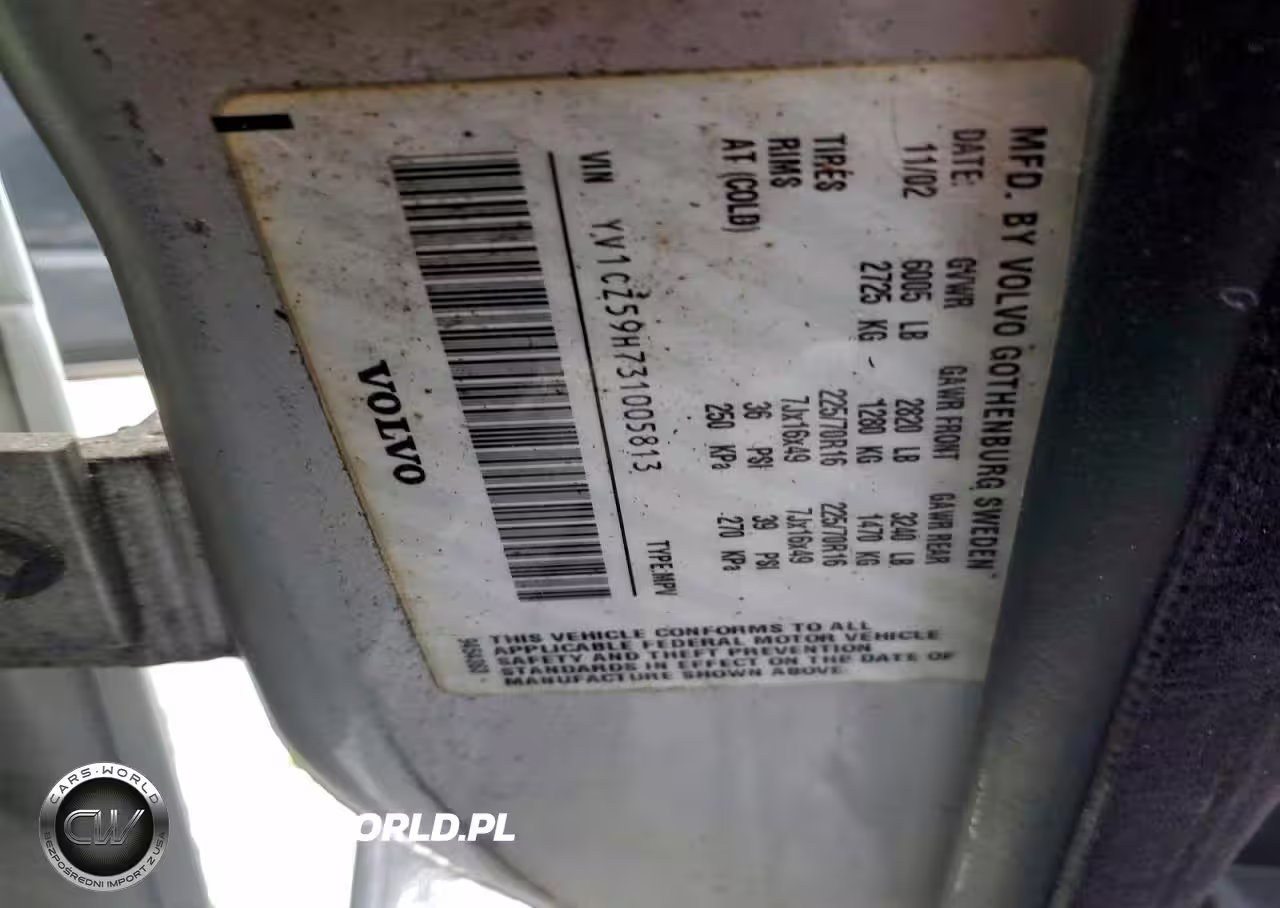 MFD. BY VOLVO GOTHENBURG SWEDEN
DATE: GVWR GAWR FRONT GAWR REAR
11/02 6005 LB 2820 LB 3240 LB
2725 KG 1280 KG 1470 KG
TIRES 225/70R16 225/70R16
RIMS 7Jx16x49 7Jx16x49
AT (COLD) 36 PSI 39 PSI
250 KPa 270 KPa
VIN YV1CZ59H731005813 TYPE:MPV
VOLVO
THIS VEHICLE CONFORMS TO ALL
APPLICABLE FEDERAL MOTOR VEHICLE
SAFETY AND THEFT PREVENTION
STANDARDS IN EFFECT ON THE DATE OF
MANUFACTURE SHOWN ABOVE
CARS-WORLD
CW
BEZPOŚREDNI IMPORT Z USA
ORLD.PL